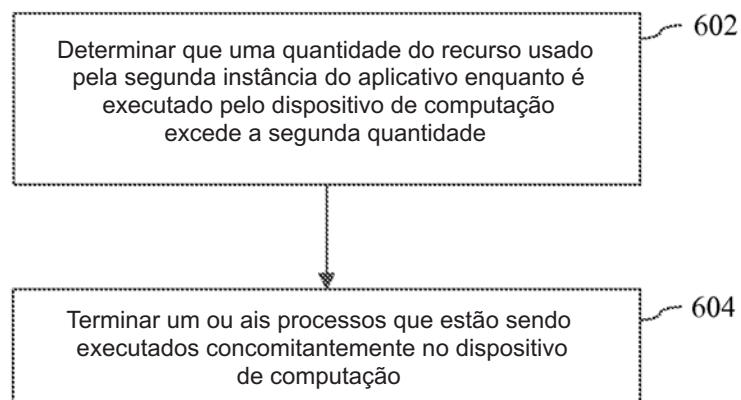 602
Determinar que uma quantidade do recurso usado
pela segunda instância do aplicativo enquanto é
executado pelo dispositivo de computação
excede a segunda quantidade
604
Terminar um ou ais processos que estão sendo
executados concomitantemente no dispositivo
de computação